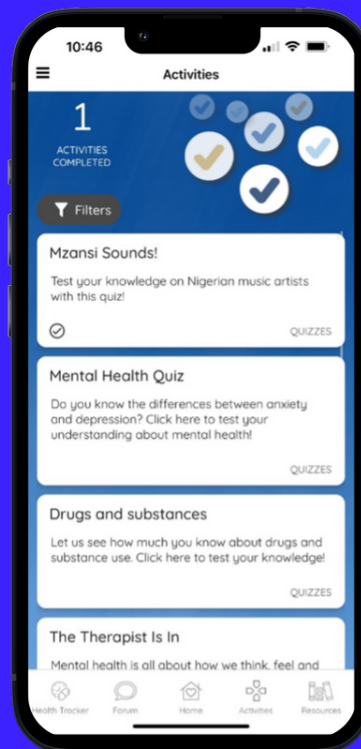 10:46
Activities
1
ACTIVITIES
COMPLETED
Filters
Mzansi Sounds!
Test your knowledge on Nigerian music artists
with this quiz!
QUIZZES
Mental Health Quiz
Do you know the differences between anxiety
and depression? Click here to test your
understanding about mental health!
QUIZZES
Drugs and substances
Let us see how much you know about drugs and
substance use. Click here to test your knowledge!
QUIZZES
The Therapist Is In
Mental health is all about how we think, feel and
Health Tracker
Forum
Home
Activities
Resources